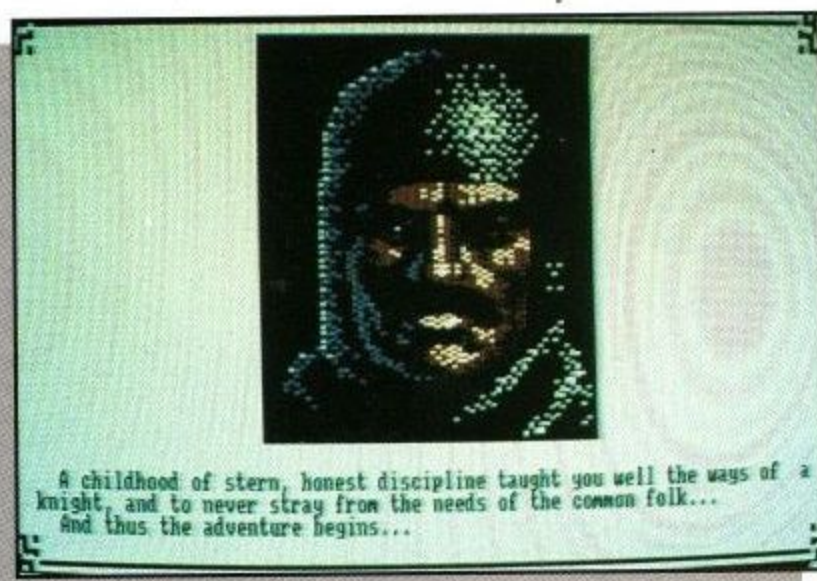 A childhood of stern, honest discipline taught you well the ways of a
knight, and to never stray from the needs of the common folk...
And thus the adventure begins...